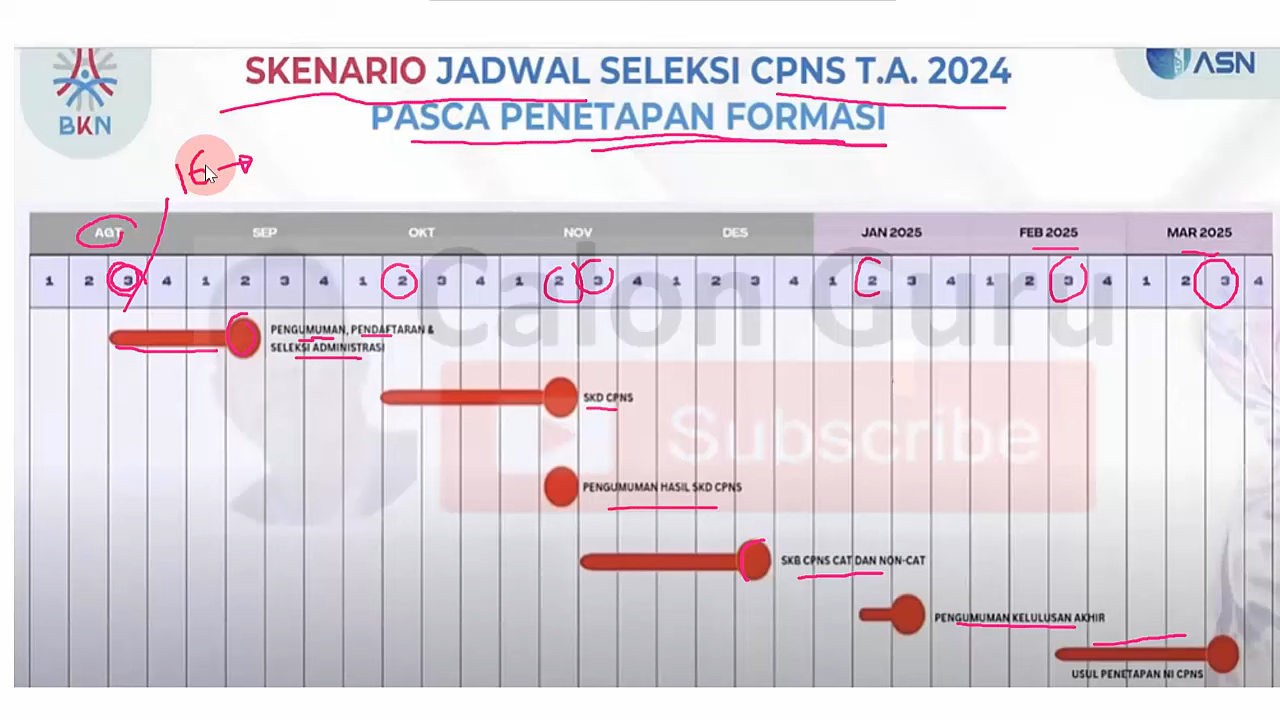 SKENARIO JADWAL SELEKSI CPNS T.A. 2024
PASCA PENETAPAN FORMASI
BKN
ASN
16
AGT SEP OKT NOV DES JAN 2025 FEB 2025 MAR 2025
1 2 3 4 1 2 3 4 1 2 3 4 1 2 3 4 1 2 3 4 1 2 3 4 1 2 3 4 1 2 3 4
Calon Guru
PENGUMUMAN, PENDAFTARAN &
SELEKSI ADMINISTRASI
SKD CPNS
Subscribe
PENGUMUMAN HASIL SKD CPNS
SKB CPNS CAT DAN NON-CAT
PENGUMUMAN KELULUSAN AKHIR
USUL PENETAPAN NI CPNS